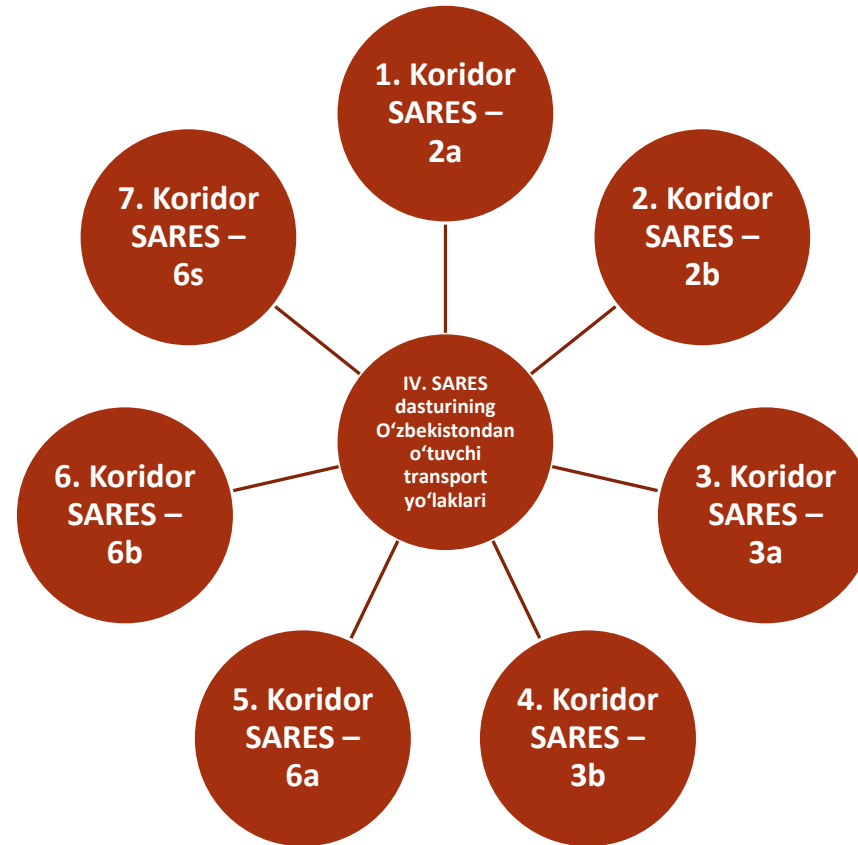 1. Koridor
SARES –
2a
2. Koridor
SARES –
2b
3. Koridor
SARES –
3a
4. Koridor
SARES –
3b
5. Koridor
SARES –
6a
6. Koridor
SARES –
6b
7. Koridor
SARES –
6s
IV. SARES
dasturining
O‘zbekistondan
o‘tuvchi
transport
yo‘laklari